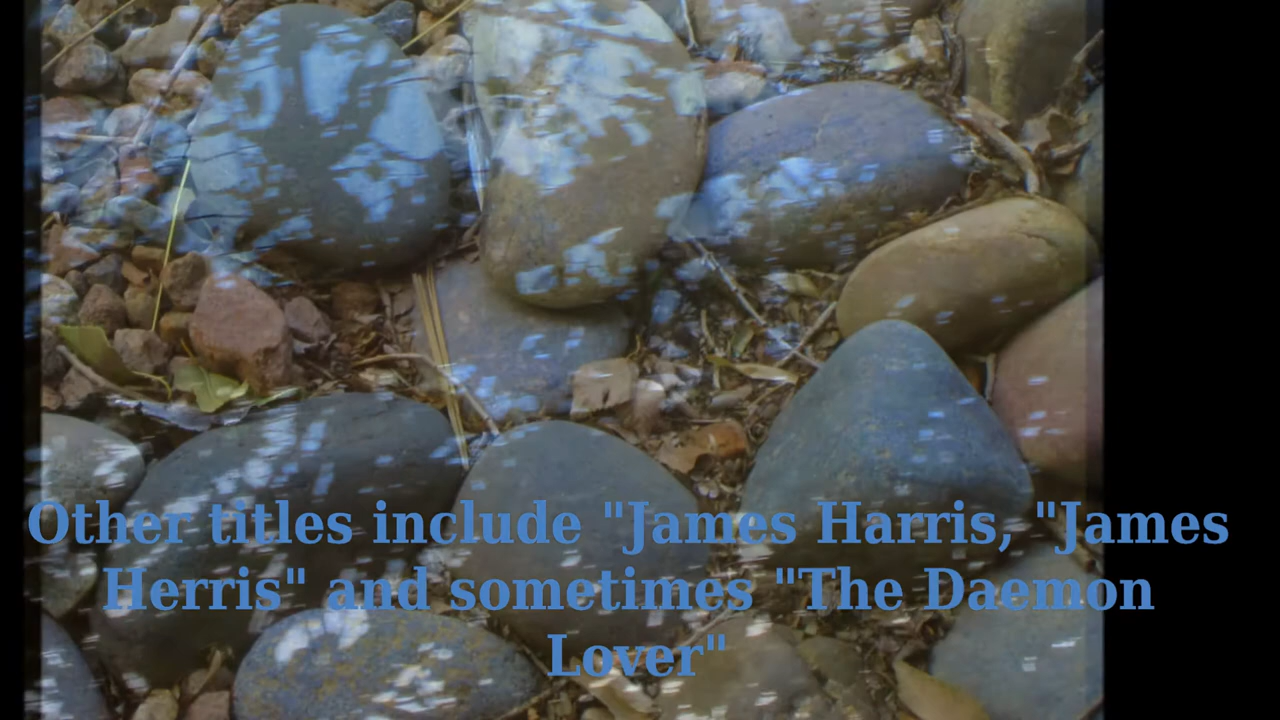 Other titles include "James Harris, "James
Herris" and sometimes "The Daemon
Lover"